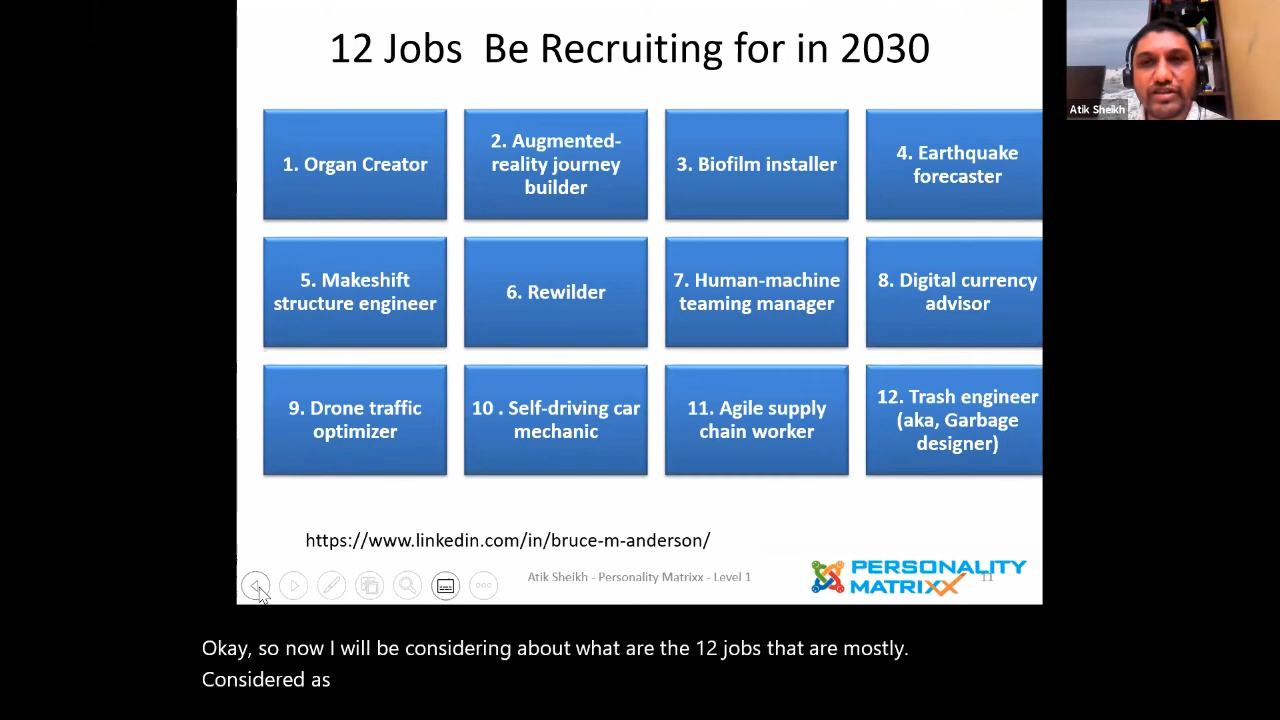 12 Jobs Be Recruiting for in 2030
Atik Sheikh
1. Organ Creator
2. Augmented-
reality journey
builder
3. Biofilm installer
4. Earthquake
forecaster
5. Makeshift
structure engineer
6. Rewilder
7. Human-machine
teaming manager
8. Digital currency
advisor
9. Drone traffic
optimizer
10 . Self-driving car
mechanic
11. Agile supply
chain worker
12. Trash engineer
(aka, Garbage
designer)
https://www.linkedin.com/in/bruce-m-anderson/
Atik Sheikh - Personality Matrixx - Level 1
PERSONALITY
MATRIXX
11
Okay, so now I will be considering about what are the 12 jobs that are mostly.
Considered as